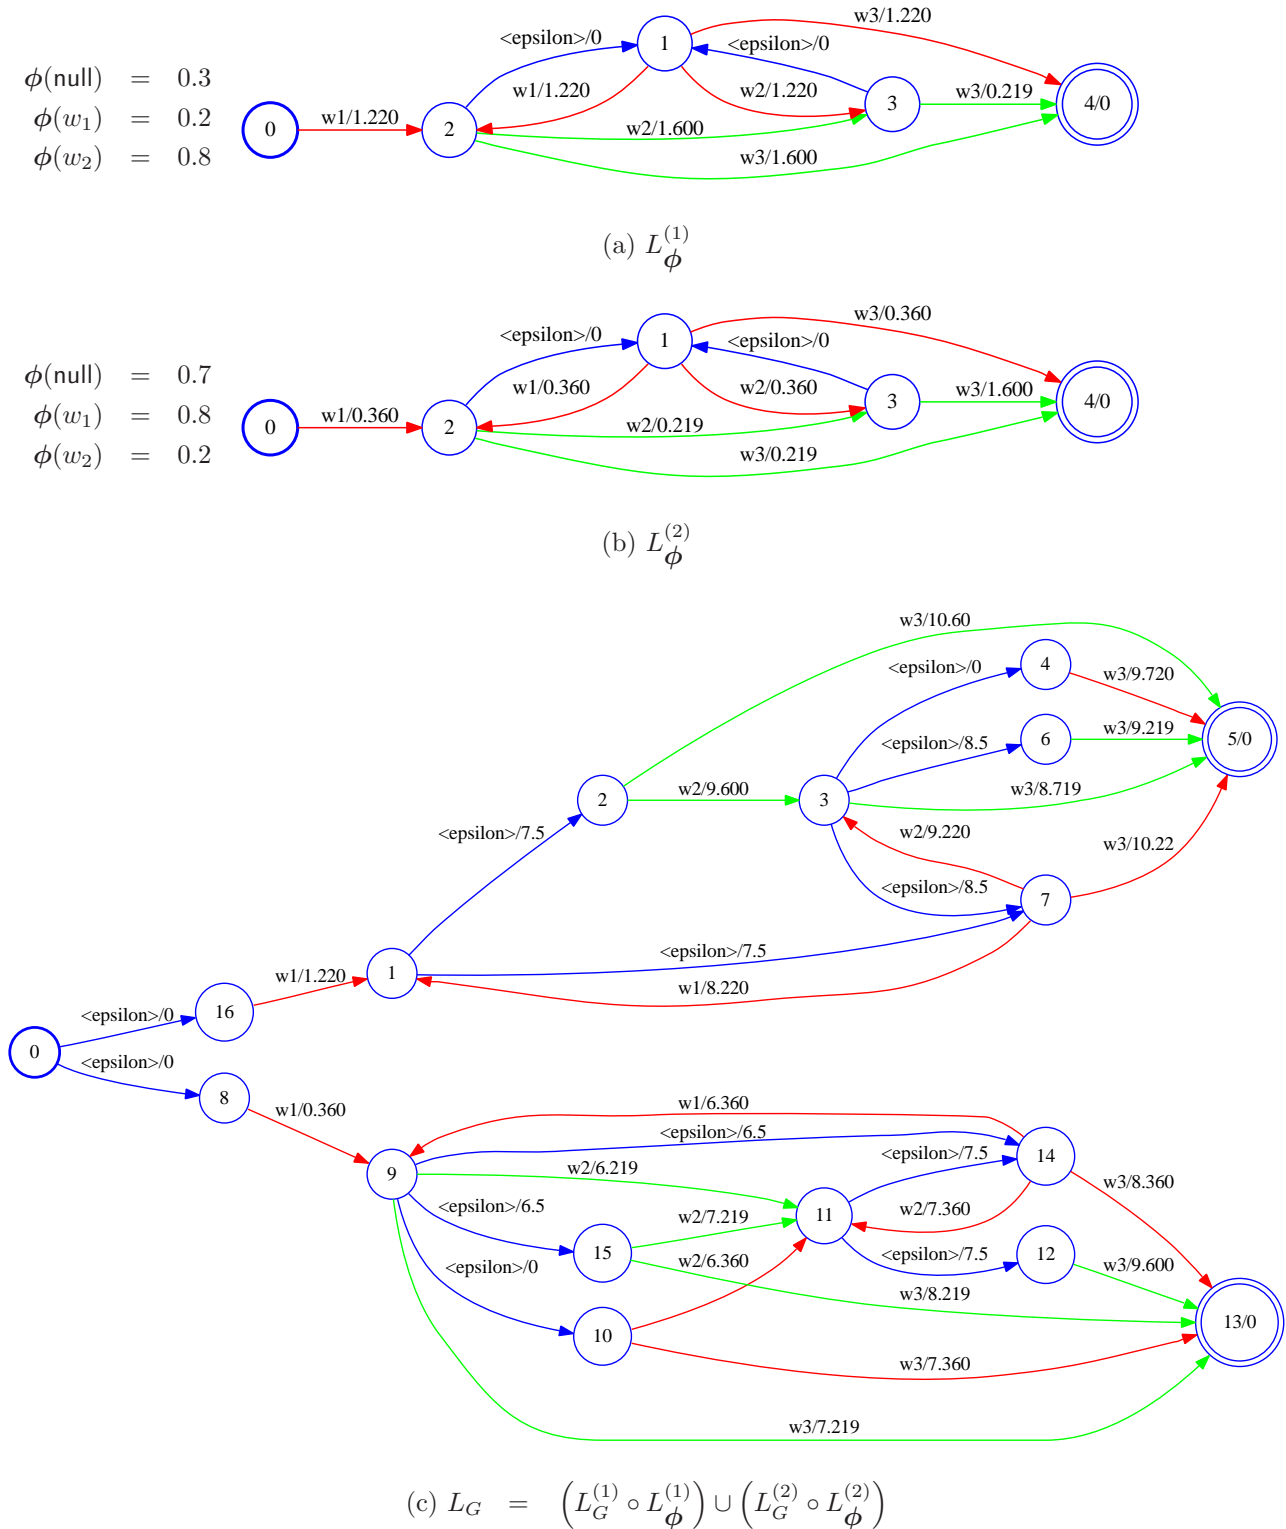 ϕ(null) = 0.3
ϕ(w₁) = 0.2
ϕ(w₂) = 0.8
w3/1.220
<epsilon>/0
<epsilon>/0
1
w1/1.220
w2/1.220
w3/0.219
0
w1/1.220
2
w2/1.600
3
4/0
w3/1.600
(a) L_ϕ^(1)
ϕ(null) = 0.7
ϕ(w₁) = 0.8
ϕ(w₂) = 0.2
w3/0.360
<epsilon>/0
<epsilon>/0
1
w1/0.360
w2/0.360
w3/1.600
0
w1/0.360
2
w2/0.219
3
4/0
w3/0.219
(b) L_ϕ^(2)
w3/10.60
<epsilon>/0
4
w3/9.720
<epsilon>/8.5
6
w3/9.219
5/0
2
w2/9.600
3
w3/8.719
<epsilon>/7.5
w2/9.220
w3/10.22
<epsilon>/8.5
7
<epsilon>/7.5
w1/1.220
1
w1/8.220
<epsilon>/0
16
0
<epsilon>/0
8
w1/0.360
w1/6.360
<epsilon>/6.5
<epsilon>/7.5
14
9
w2/6.219
w3/8.360
<epsilon>/6.5
w2/7.219
11
w2/7.360
15
w2/6.360
<epsilon>/7.5
12
w3/9.600
<epsilon>/0
w3/8.219
10
13/0
w3/7.360
w3/7.219
(c) L_G = (L_G^(1) ∘ L_ϕ^(1)) ∪ (L_G^(2) ∘ L_ϕ^(2))